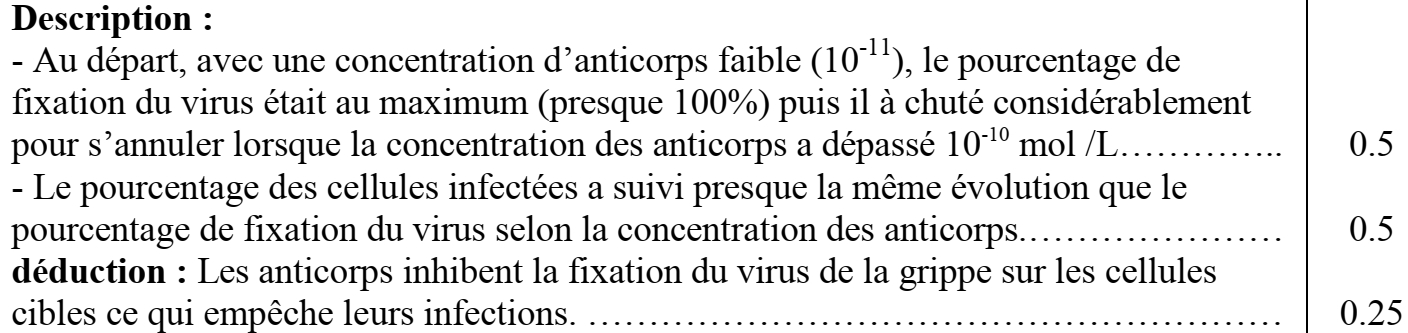 Description :
- Au départ, avec une concentration d’anticorps faible (10⁻¹¹), le pourcentage de
fixation du virus était au maximum (presque 100%) puis il à chuté considérablement
pour s’annuler lorsque la concentration des anticorps a dépassé 10⁻¹⁰ mol /L………….. 0.5
- Le pourcentage des cellules infectées a suivi presque la même évolution que le
pourcentage de fixation du virus selon la concentration des anticorps.………………… 0.5
déduction : Les anticorps inhibent la fixation du virus de la grippe sur les cellules
cibles ce qui empêche leurs infections. ………………………………………………… 0.25